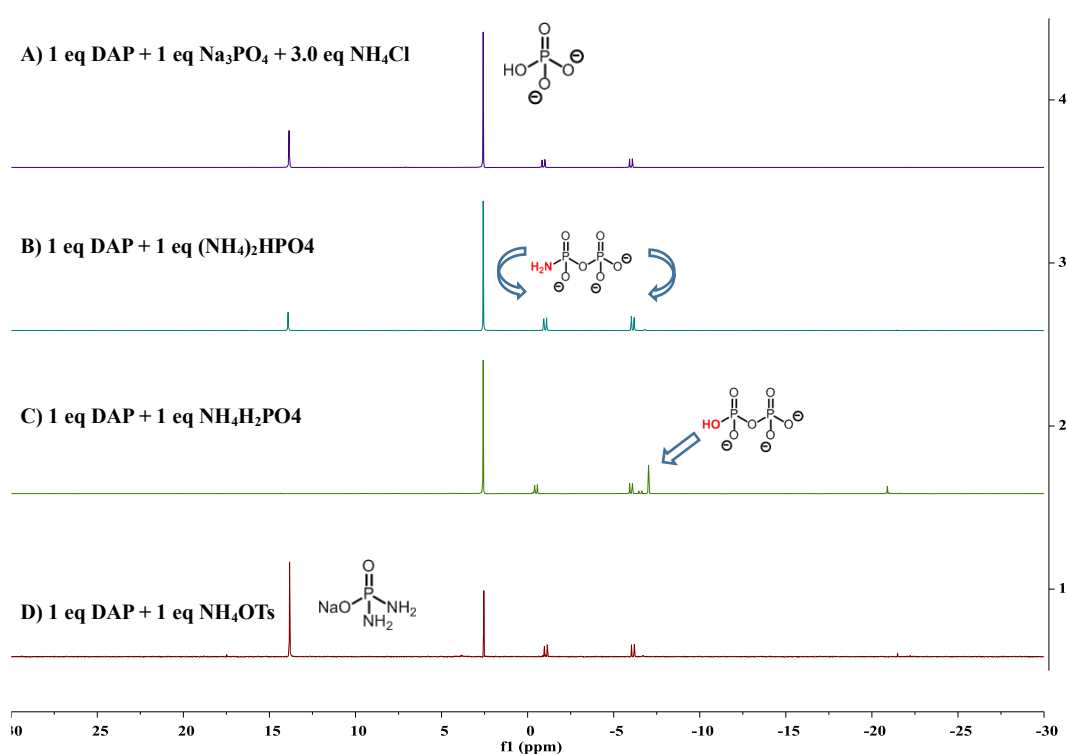 A) 1 eq DAP + 1 eq Na₃PO₄ + 3.0 eq NH₄Cl
O
HO P O⊖
O
⊖
4
B) 1 eq DAP + 1 eq (NH₄)₂HPO4
O O
H₂N P O P O⊖
O O
⊖ ⊖
3
C) 1 eq DAP + 1 eq NH₄H₂PO4
O O
HO P O P O⊖
O O
⊖ ⊖
2
D) 1 eq DAP + 1 eq NH₄OTs
O
NaO P NH₂
NH₂
1
30 25 20 15 10 5 0 -5 -10 -15 -20 -25 -30
f1 (ppm)